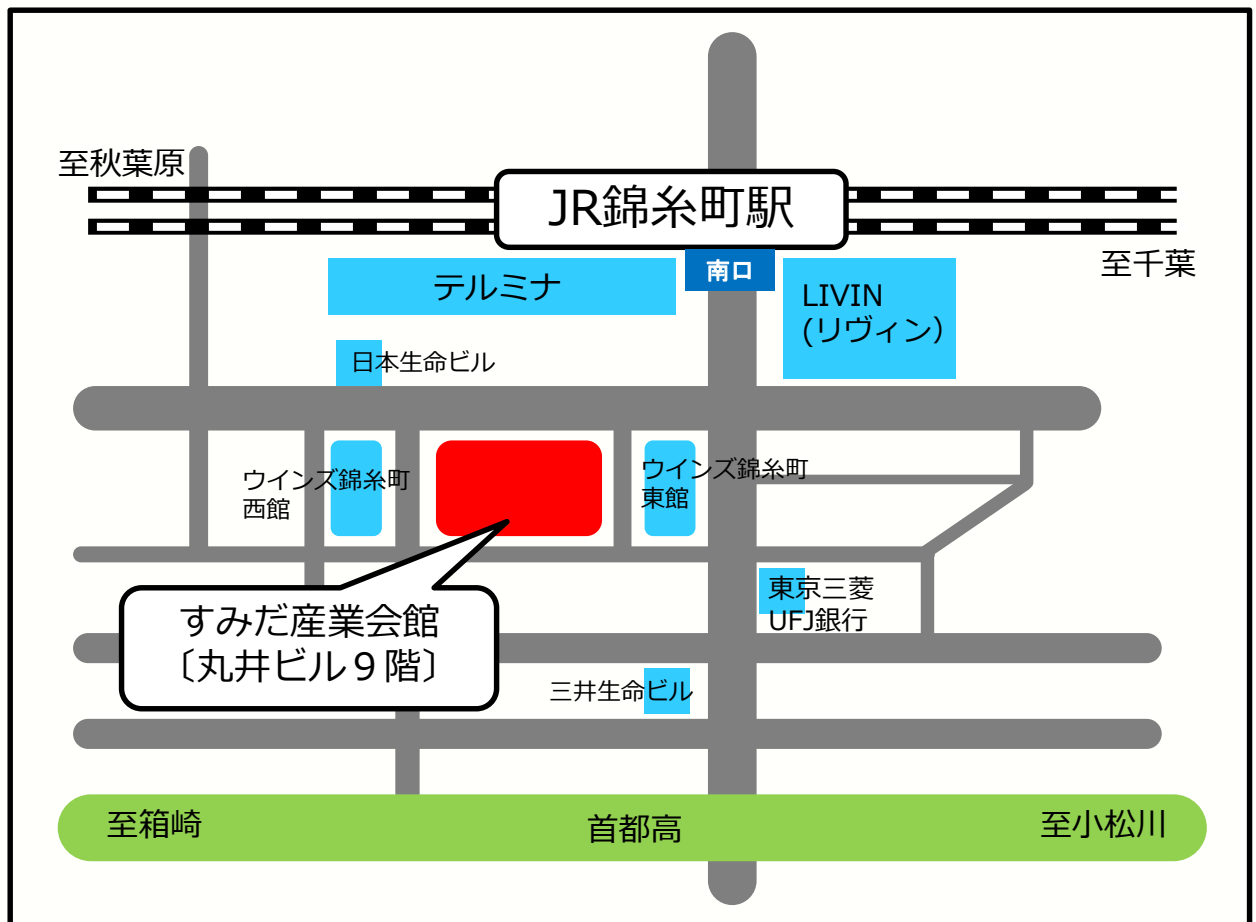 至秋葉原
JR錦糸町駅
至千葉
南口
テルミナ
LIVIN
(リヴィン）
日本生命ビル
ウインズ錦糸町
西館
ウインズ錦糸町
東館
東京三菱
UFJ銀行
すみだ産業会館
〔丸井ビル９階〕
三井生命ビル
至箱崎
首都高
至小松川